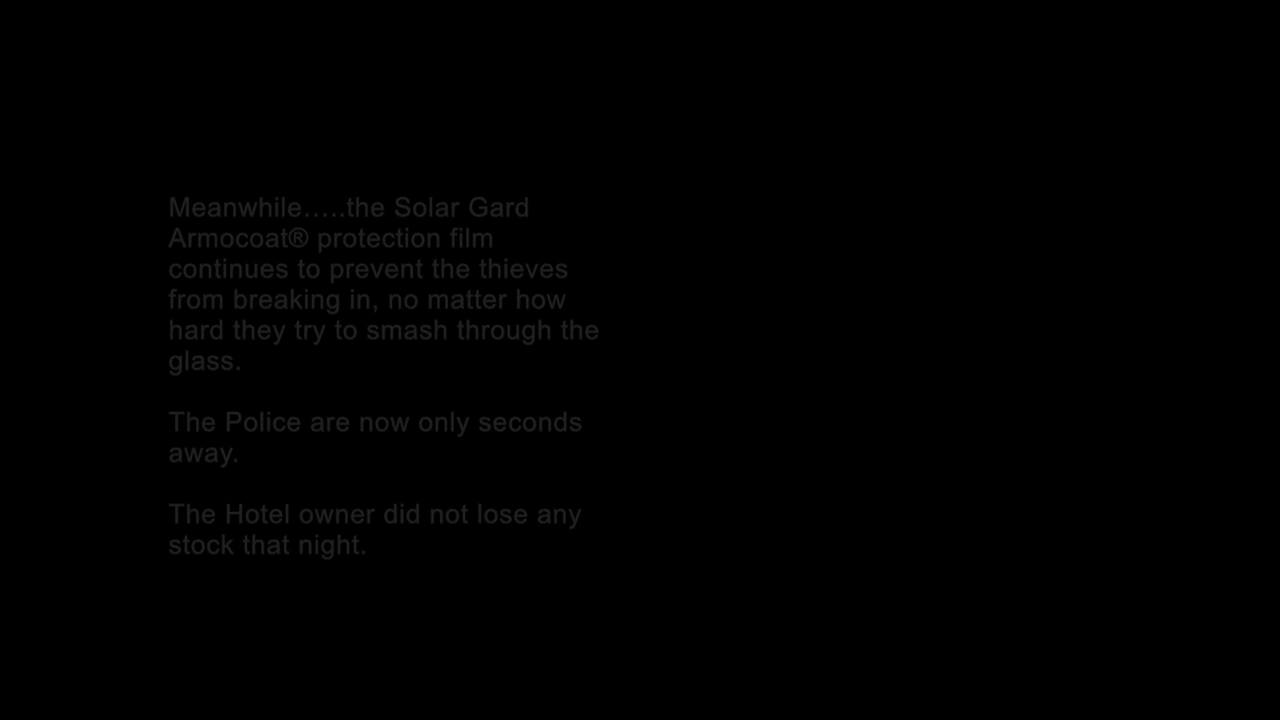 Meanwhile…..the Solar Gard
Armocoat® protection film
continues to prevent the thieves
from breaking in, no matter how
hard they try to smash through the
glass.
The Police are now only seconds
away.
The Hotel owner did not lose any
stock that night.